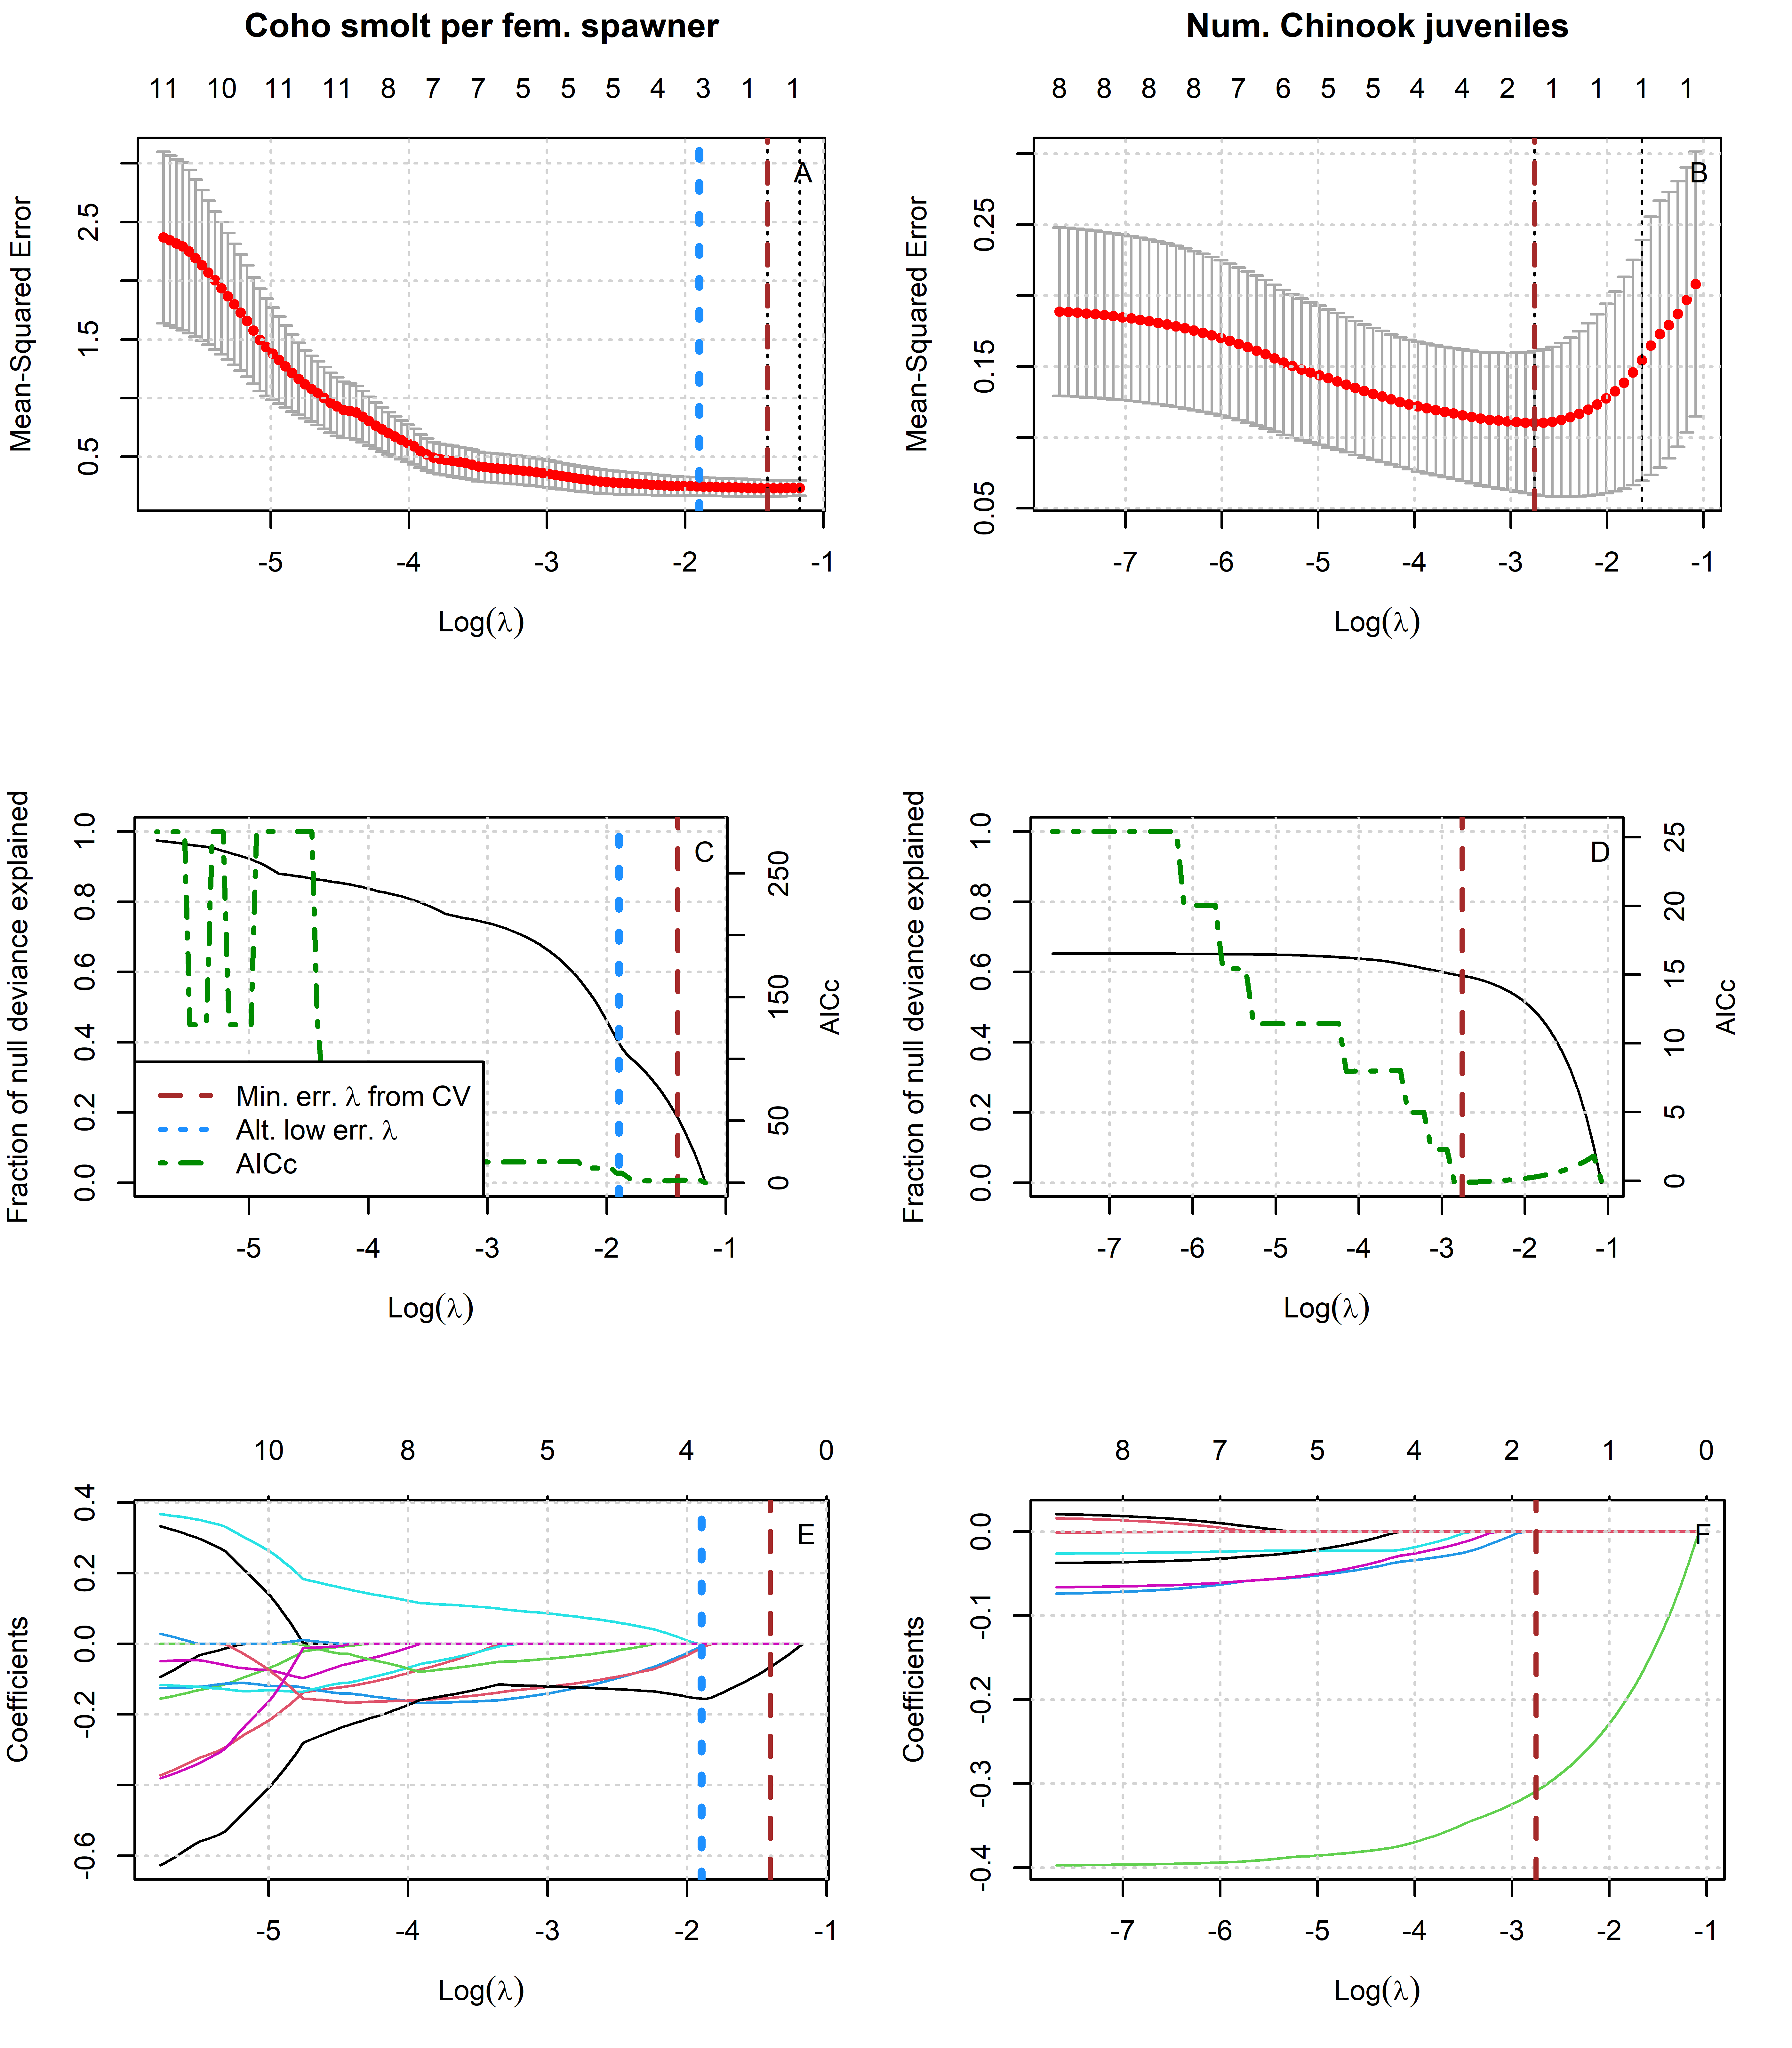 Coho smolt per fem. spawner
Num. Chinook juveniles
11 10 11 11 8 7 7 5 5 5 4 3 1 1
8 8 8 8 7 6 5 5 4 4 2 1 1 1 1
A
B
Mean-Squared Error
0.5 1.5 2.5
Mean-Squared Error
0.05 0.15 0.25
-5 -4 -3 -2 -1
-7 -6 -5 -4 -3 -2 -1
Log(λ)
Log(λ)
C
D
Fraction of null deviance explained
0.0 0.2 0.4 0.6 0.8 1.0
0 50 150 250
AICc
Min. err. λ from CV
Alt. low err. λ
AICc
Fraction of null deviance explained
0.0 0.2 0.4 0.6 0.8 1.0
0 5 10 15 20 25
AICc
-5 -4 -3 -2 -1
-7 -6 -5 -4 -3 -2 -1
Log(λ)
Log(λ)
10 8 5 4 0
8 7 5 4 2 1 0
E
F
Coefficients
-0.6 -0.2 0.0 0.2 0.4
Coefficients
-0.4 -0.3 -0.2 -0.1 0.0
-5 -4 -3 -2 -1
-7 -6 -5 -4 -3 -2 -1
Log(λ)
Log(λ)